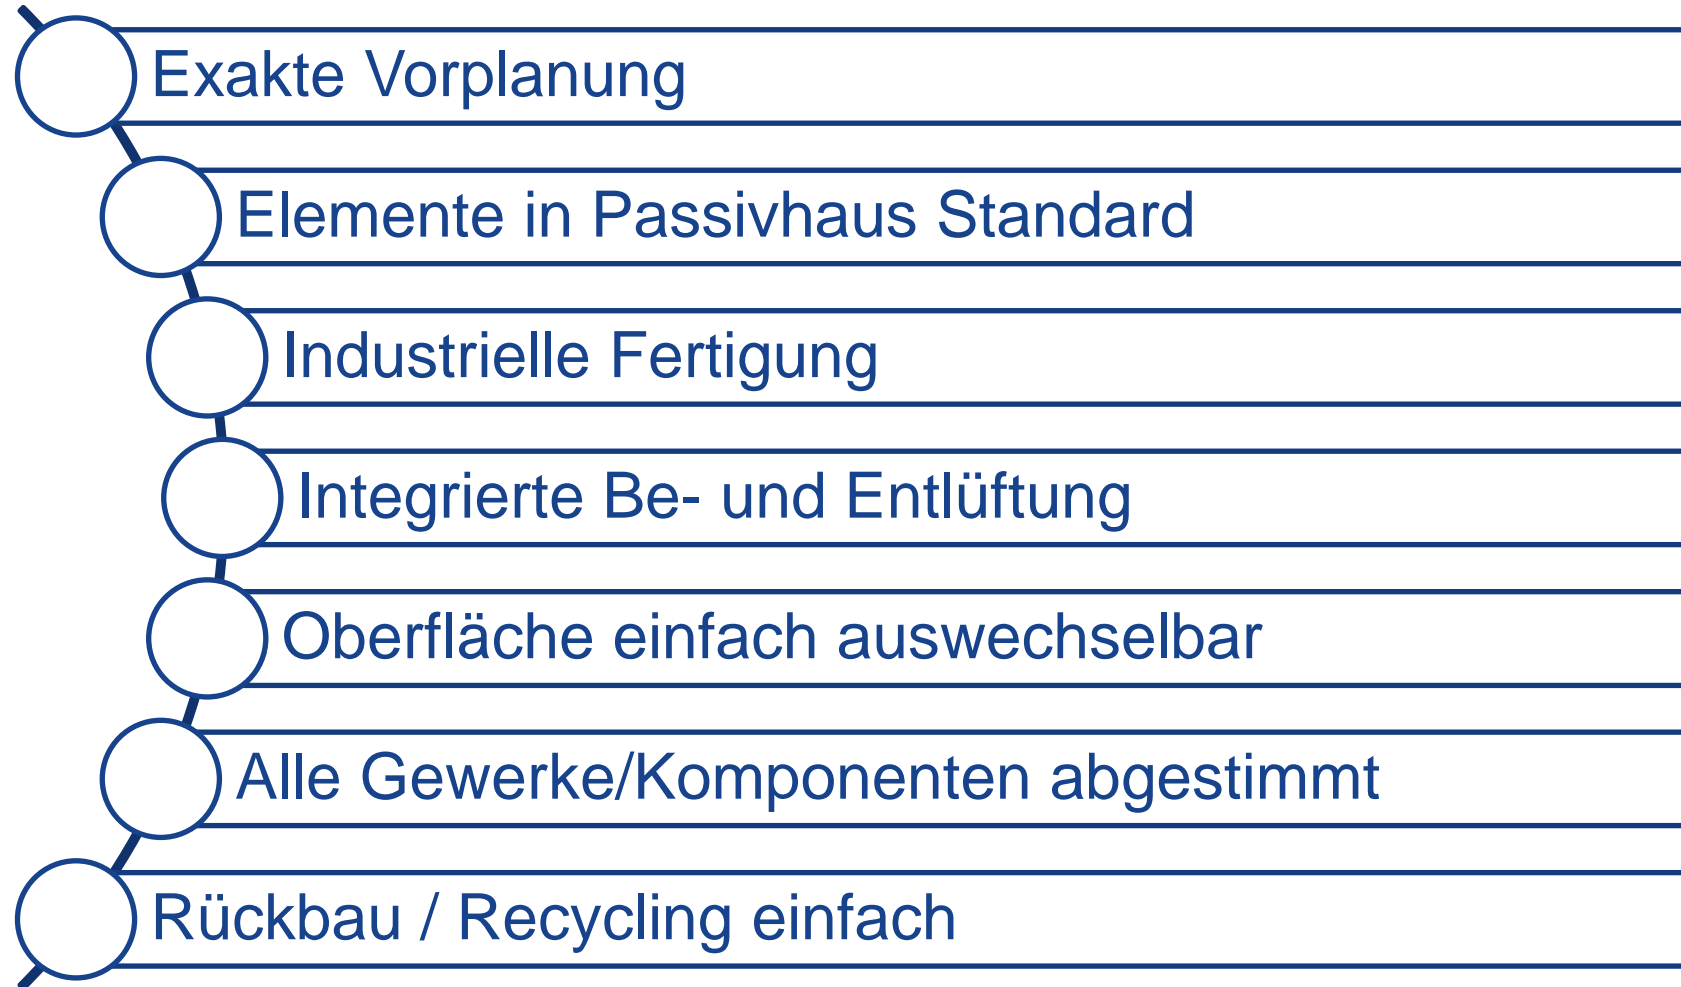 Exakte Vorplanung
Elemente in Passivhaus Standard
Industrielle Fertigung
Integrierte Be- und Entlüftung
Oberfläche einfach auswechselbar
Alle Gewerke/Komponenten abgestimmt
Rückbau / Recycling einfach